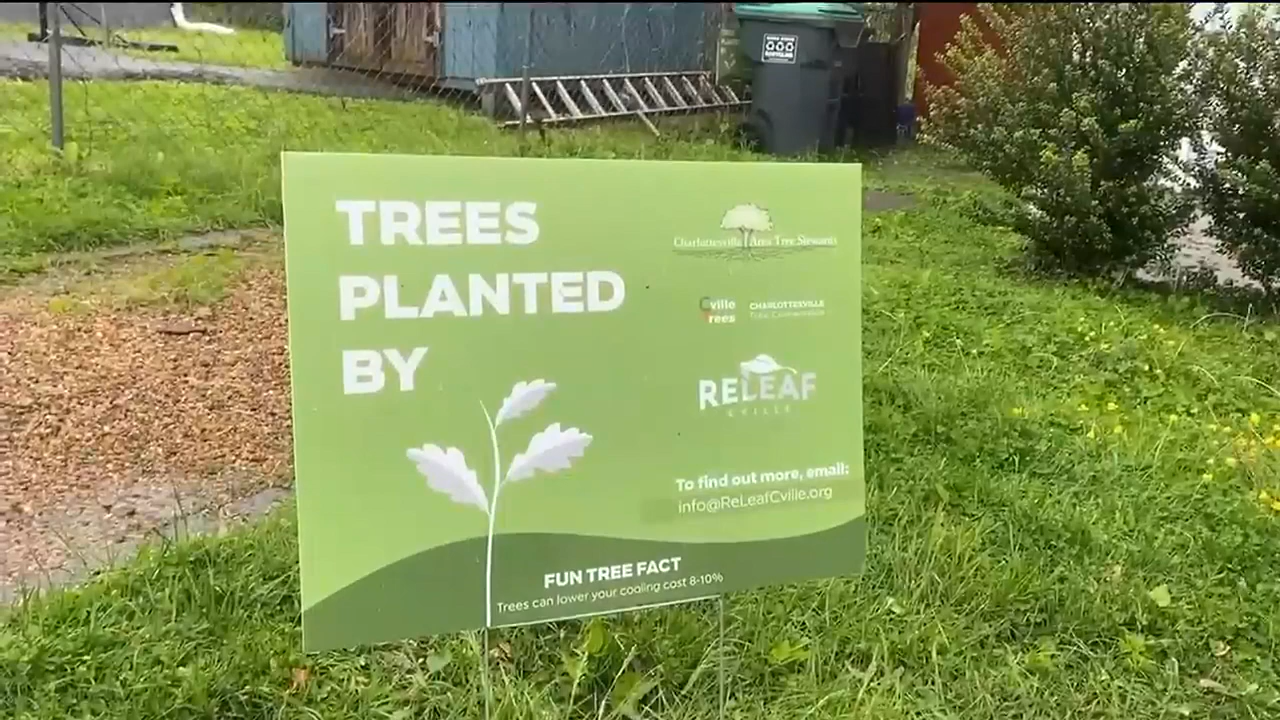 TREES
PLANTED
BY
Charlottesville Area Tree Stewards
Cville
Trees
CHARLOTTESVILLE
RELEAF
CVILLE
To find out more, email:
info@ReLeafCville.org
FUN TREE FACT
Trees can lower your cooling cost 8-10%